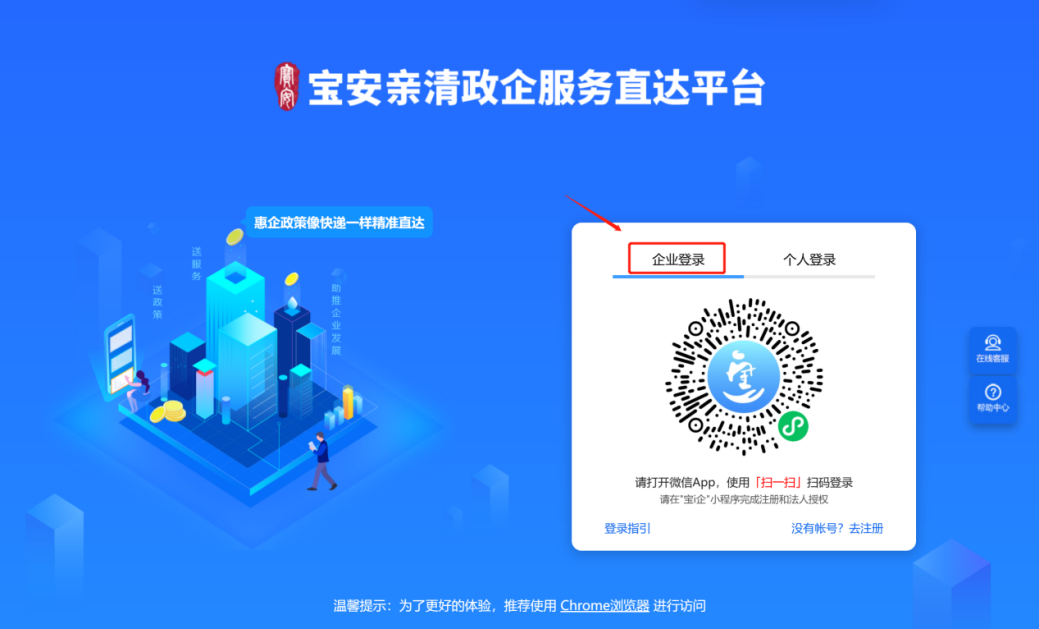 寶安
宝安亲清政企服务直达平台
惠企政策像快递一样精准直达
送服务
送政策
助推企业发展
企业登录
个人登录
宝
请打开微信App，使用「扫一扫」扫码登录
请在"宝i企"小程序完成注册和法人授权
登录指引
没有帐号？去注册
在线客服
帮助中心
温馨提示：为了更好的体验，推荐使用 Chrome浏览器 进行访问